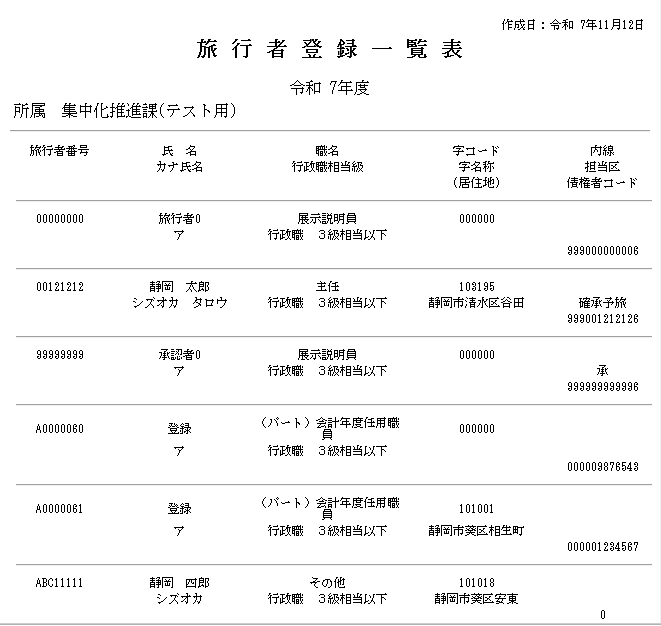 作成日：令和 7年11月12日
旅 行 者 登 録 一 覧 表
令和 7年度
所属　集中化推進課(テスト用)
旅行者番号　氏　名　職名　字コード　内線
カナ氏名　行政職相当級　字名称　担当区
(居住地)　債権者コード
00000000　旅行者0　展示説明員　000000
ア　行政職　3級相当以下
999000000006
00121212　静岡　太郎　主任　103195
シズオカ　タロウ　行政職　3級相当以下　静岡市清水区谷田　確承予旅
999001212126
99999999　承認者0　展示説明員　000000
ア　行政職　3級相当以下　承
999999999996
A0000060　登録　(パート)会計年度任用職　000000
員
ア　行政職　3級相当以下
000009876543
A0000061　登録　(パート)会計年度任用職　101001
員
ア　行政職　3級相当以下　静岡市葵区相生町
000001234567
ABC11111　静岡　四郎　その他　101018
シズオカ　行政職　3級相当以下　静岡市葵区安東
0